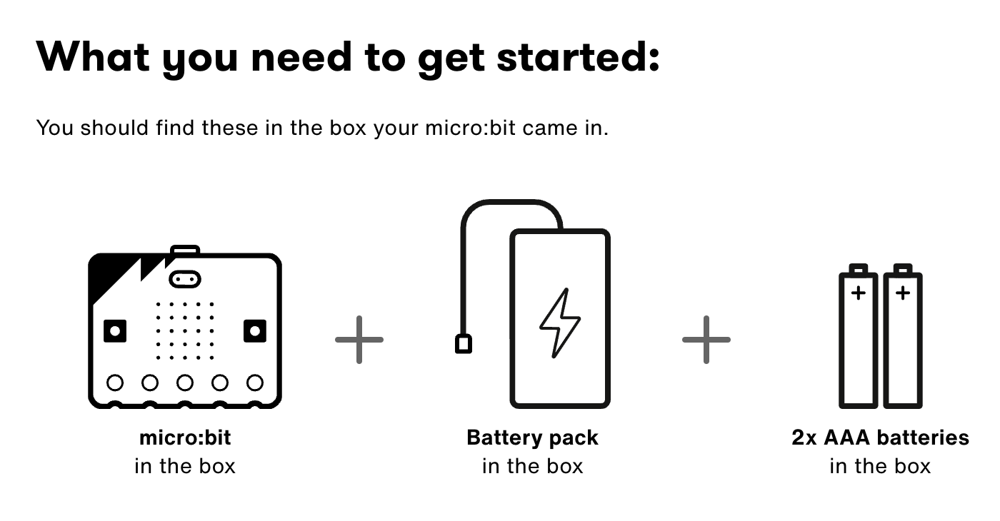 What you need to get started:
You should find these in the box your micro:bit came in.
micro:bit
in the box
Battery pack
in the box
2x AAA batteries
in the box